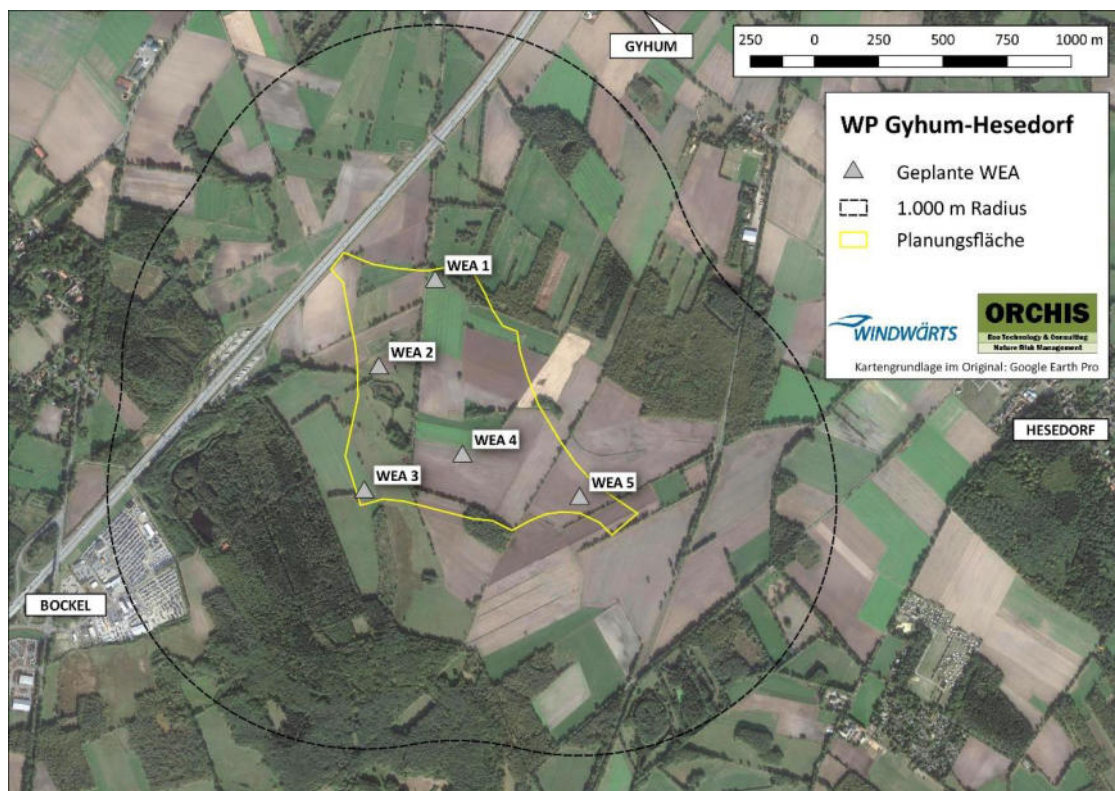 GYHUM
250 0 250 500 750 1000 m
WP Gyhum-Hesedorf
Geplante WEA
1.000 m Radius
Planungsfläche
WINDWÄRTS
ORCHIS
Eco Technology & Consulting
Nature Risk Management
Kartengrundlage im Original: Google Earth Pro
WEA 1
WEA 2
HESEDORF
WEA 4
WEA 3
WEA 5
BOCKEL